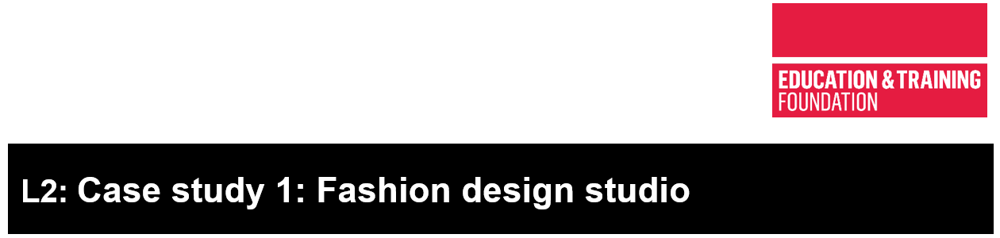 EDUCATION & TRAINING
FOUNDATION
L2: Case study 1: Fashion design studio